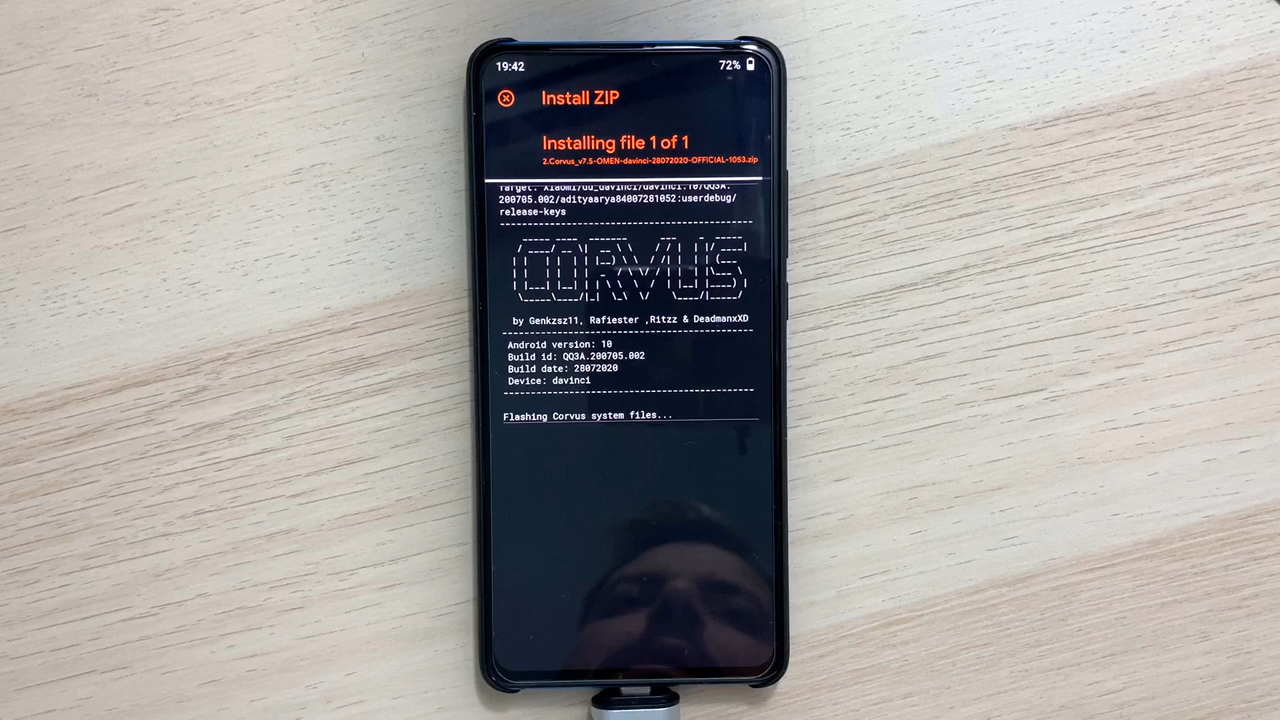 19:42
72%
Install ZIP
Installing file 1 of 1
2.Corvus_v7.5-OMEN-davinci-28072020-OFFICIAL-1053.zip
Target: Xiaomi/du_davinci/davinci:10/QQ3A.
200705.002/adityaarya84007281052:userdebug/
release-keys
CORVUS
by Genkzsz11, Rafiester ,Ritzz & DeadmanxXD
Android version: 10
Build id: QQ3A.200705.002
Build date: 28072020
Device: davinci
Flashing Corvus system files...